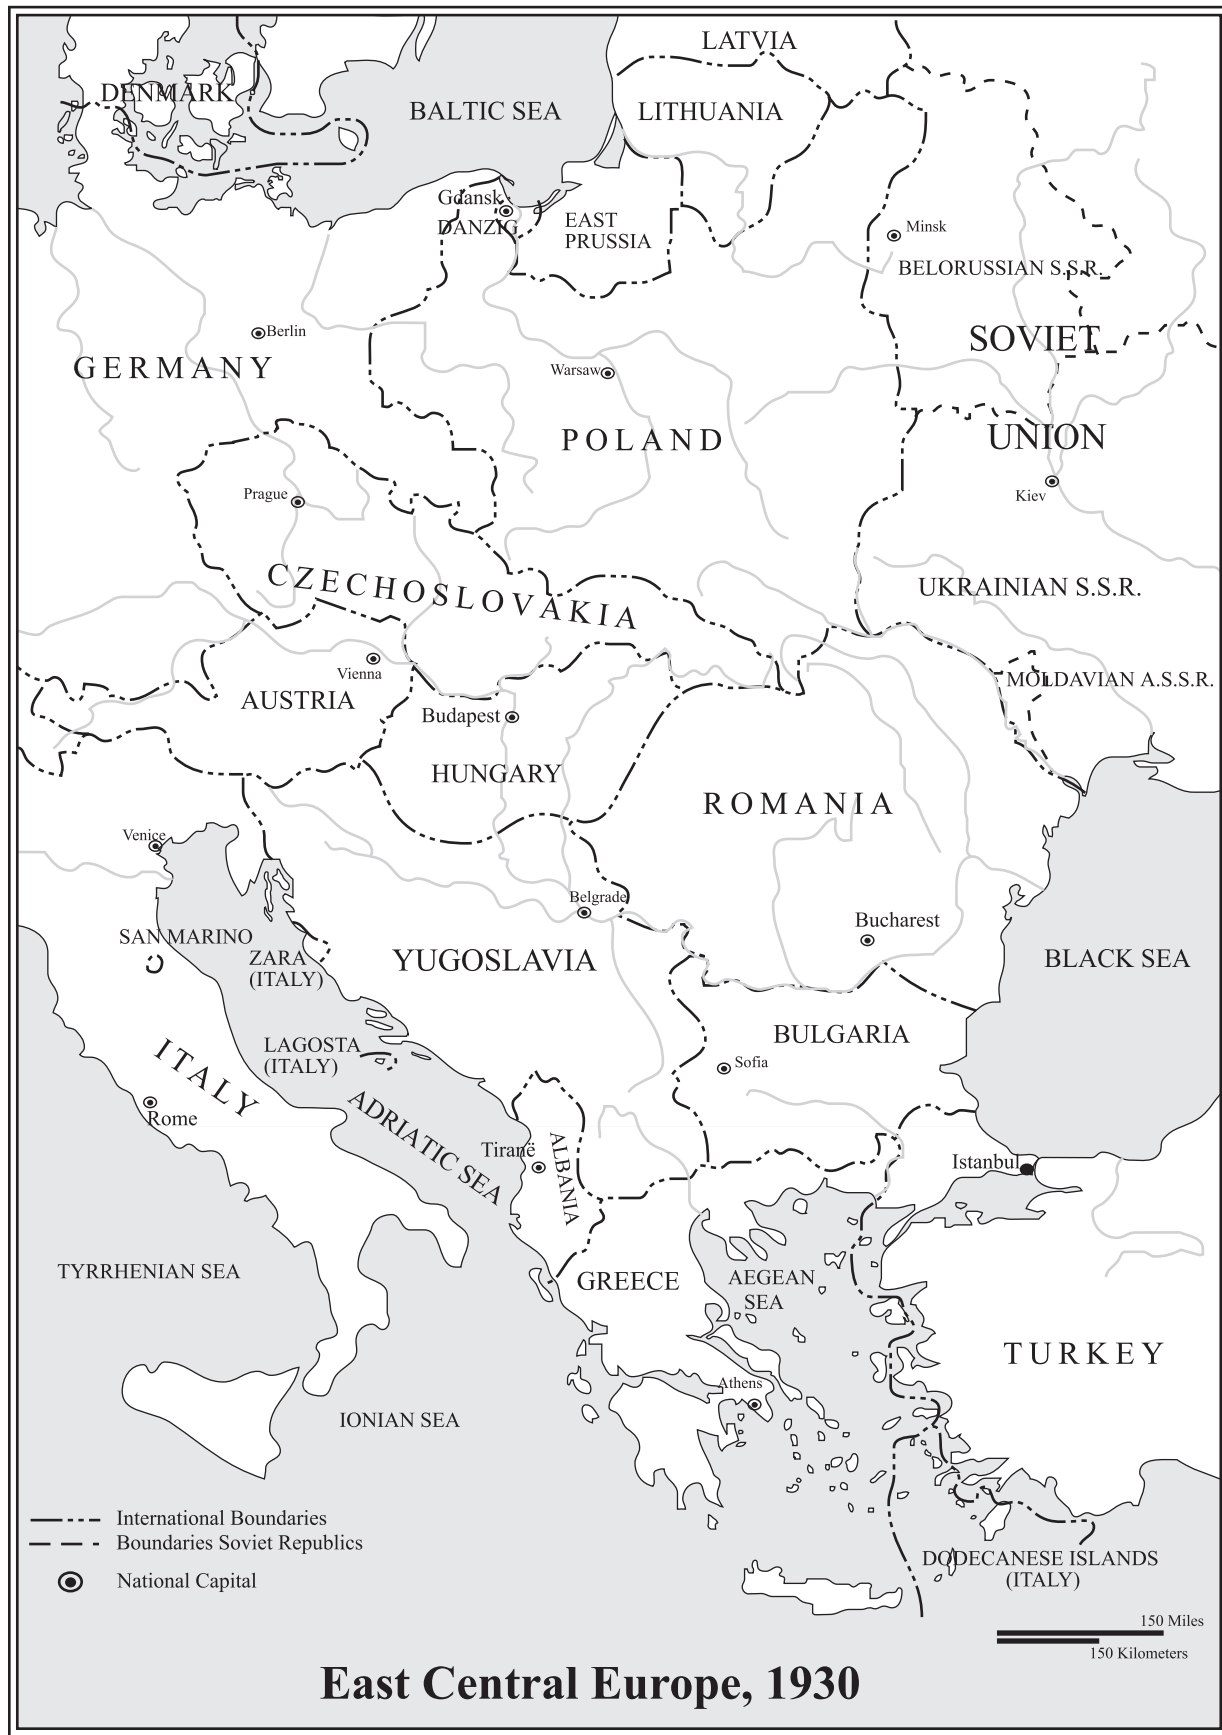 LATVIA
DENMARK
BALTIC SEA
LITHUANIA
Gdansk
DANZIG
EAST
PRUSSIA
Minsk
BELORUSSIAN S.S.R.
Berlin
SOVIET
GERMANY
Warsaw
POLAND
UNION
Prague
Kiev
CZECHOSLOVAKIA
UKRAINIAN S.S.R.
Vienna
MOLDAVIAN A.S.S.R.
AUSTRIA
Budapest
HUNGARY
ROMANIA
Venice
Belgrade
Bucharest
SAN MARINO
ZARA
(ITALY)
YUGOSLAVIA
BLACK SEA
BULGARIA
LAGOSTA
(ITALY)
Sofia
ITALY
Rome
ADRIATIC SEA
Tiranë
ALBANIA
Istanbul
TYRRHENIAN SEA
GREECE
AEGEAN
SEA
TURKEY
Athens
IONIAN SEA
International Boundaries
Boundaries Soviet Republics
National Capital
DODECANESE ISLANDS
(ITALY)
150 Miles
150 Kilometers
East Central Europe, 1930